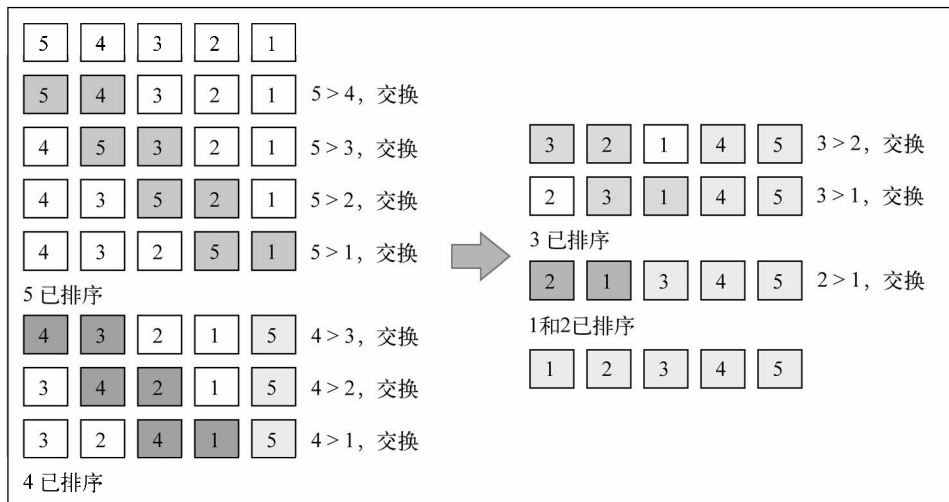 5 4 3 2 1
5 4 3 2 1 5 > 4，交换
4 5 3 2 1 5 > 3，交换
4 3 5 2 1 5 > 2，交换
4 3 2 5 1 5 > 1，交换
5 已排序
4 3 2 1 5 4 > 3，交换
3 4 2 1 5 4 > 2，交换
3 2 4 1 5 4 > 1，交换
4 已排序
3 2 1 4 5 3 > 2，交换
2 3 1 4 5 3 > 1，交换
3 已排序
2 1 3 4 5 2 > 1，交换
1和2已排序
1 2 3 4 5